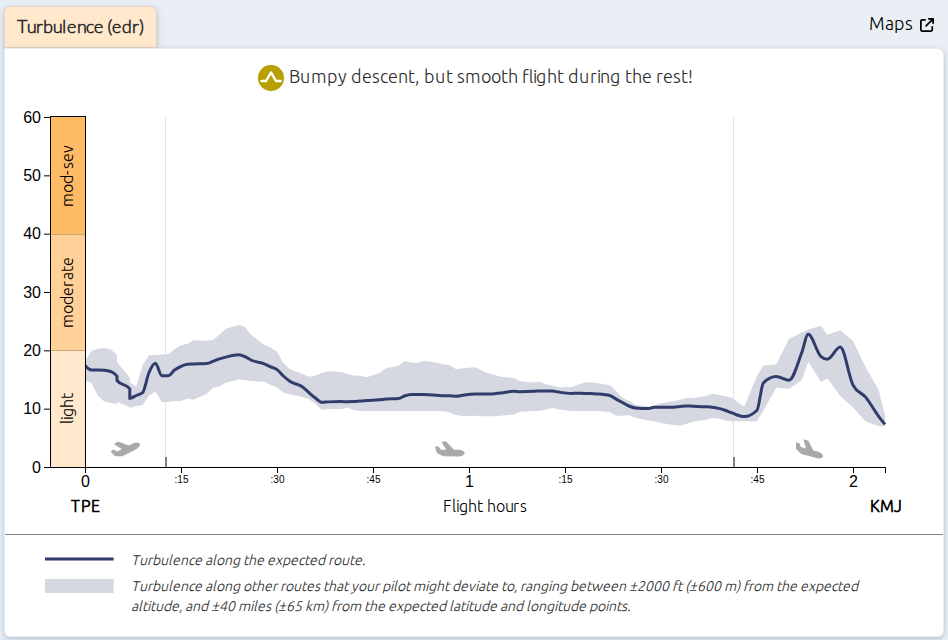 Turbulence (edr)
Maps
Bumpy descent, but smooth flight during the rest!
60
50
40
30
20
10
0
mod-sev
moderate
light
0 :15 :30 :45 1 :15 :30 :45 2
TPE Flight hours KMJ
Turbulence along the expected route.
Turbulence along other routes that your pilot might deviate to, ranging between ±2000 ft (±600 m) from the expected
altitude, and ±40 miles (±65 km) from the expected latitude and longitude points.